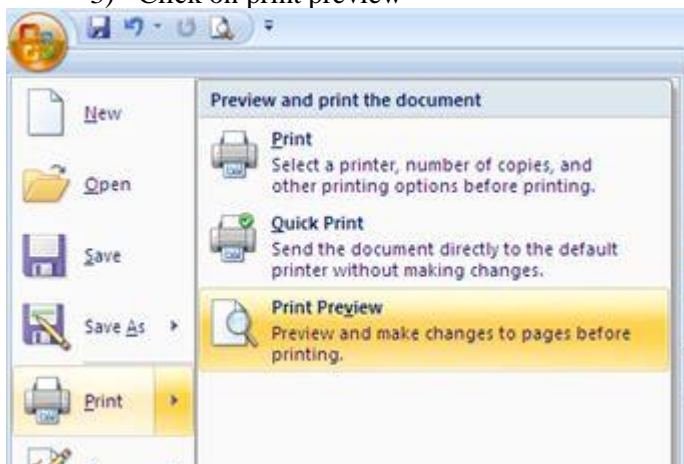 Click on print preview
New
Open
Save
Save As
Print
Preview and print the document
Print
Select a printer, number of copies, and
other printing options before printing.
Quick Print
Send the document directly to the default
printer without making changes.
Print Preview
Preview and make changes to pages before
printing.